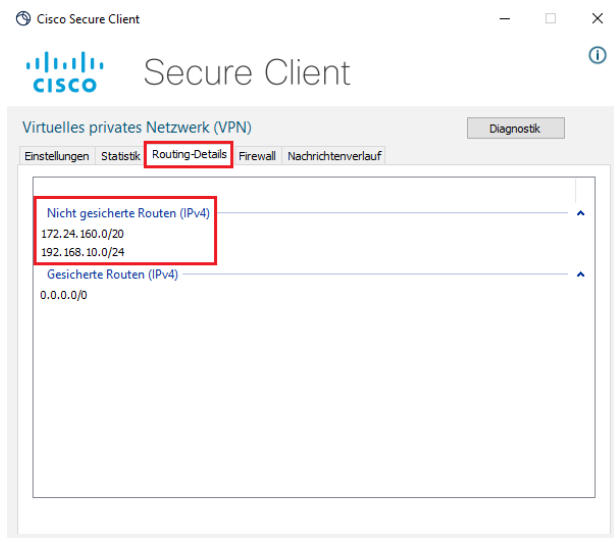 Cisco Secure Client
CISCO Secure Client
Virtuelles privates Netzwerk (VPN) Diagnostik
Einstellungen Statistik Routing-Details Firewall Nachrichtenverlauf
Nicht gesicherte Routen (IPv4)
172.24.160.0/20
192.168.10.0/24
Gesicherte Routen (IPv4)
0.0.0.0/0